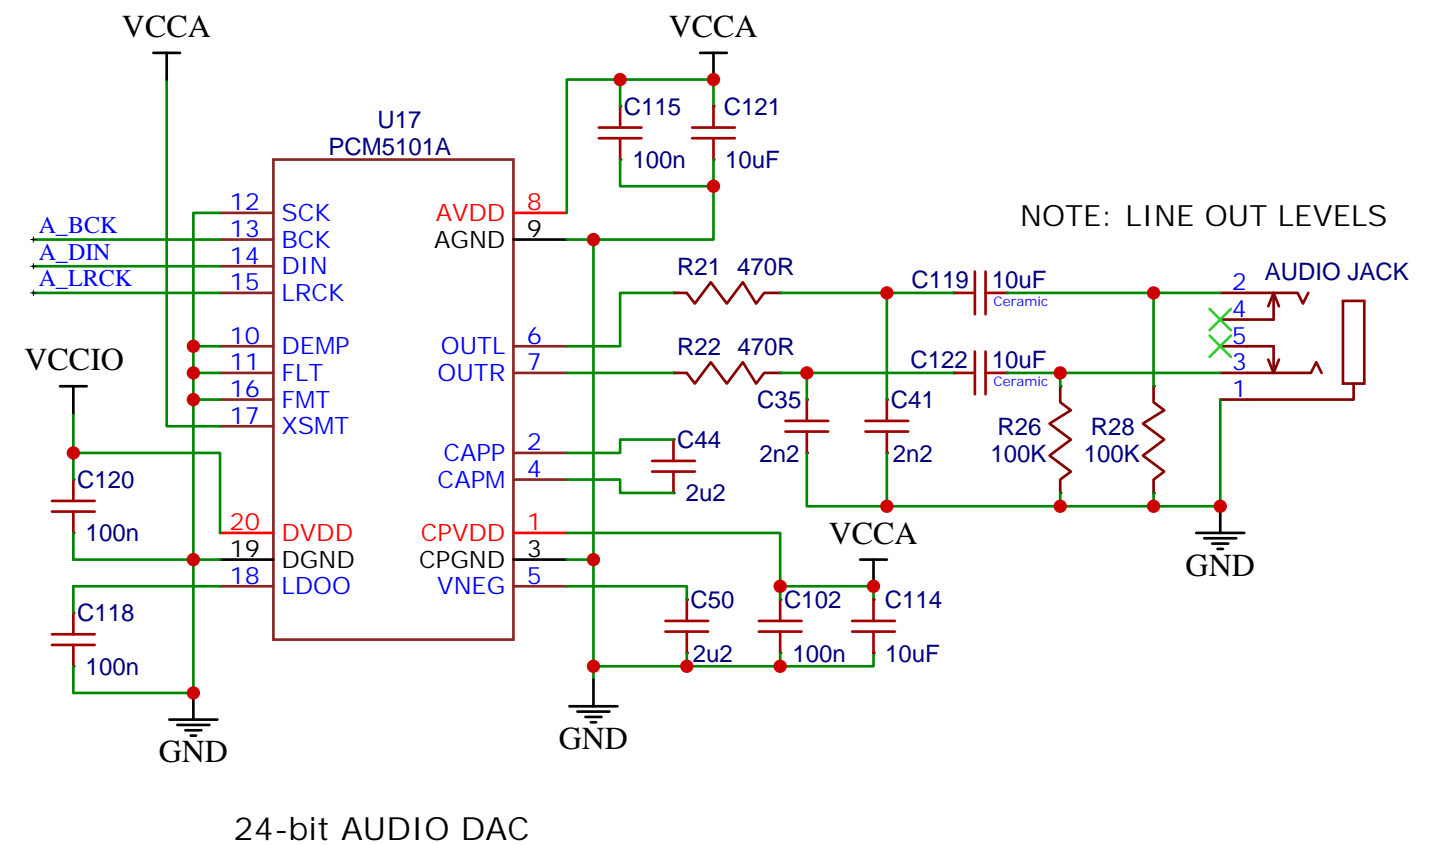 VCCA
VCCA
U17
PCM5101A
C115
C121
100n
10uF
12 SCK
13 BCK
14 DIN
15 LRCK
10 DEMP
11 FLT
16 FMT
17 XSMT
20 DVDD
19 DGND
18 LDOO
A_BCK
A_DIN
A_LRCK
AVDD 8
AGND 9
OUTL 6
OUTR 7
CAPP 2
CAPM 4
CPVDD 1
CPGND 3
VNEG 5
VCCIO
C120
100n
C118
100n
GND
NOTE: LINE OUT LEVELS
R21 470R
R22 470R
C119 10uF
Ceramic
C122 10uF
Ceramic
AUDIO JACK
2
4
5
3
1
C35
2n2
C41
2n2
R26
100K
R28
100K
C44
2u2
VCCA
C50
2u2
C102
100n
C114
10uF
GND
GND
24-bit AUDIO DAC